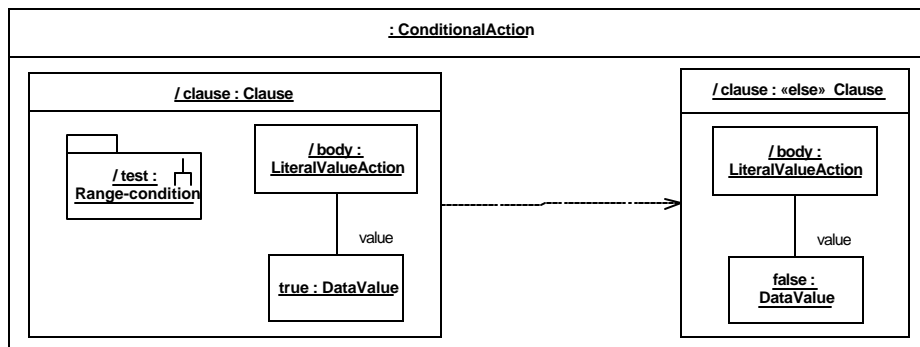 : ConditionalAction
/ clause : Clause
/ test :
Range-condition
/ body :
LiteralValueAction
value
true : DataValue
/ clause : «else» Clause
/ body :
LiteralValueAction
value
false :
DataValue